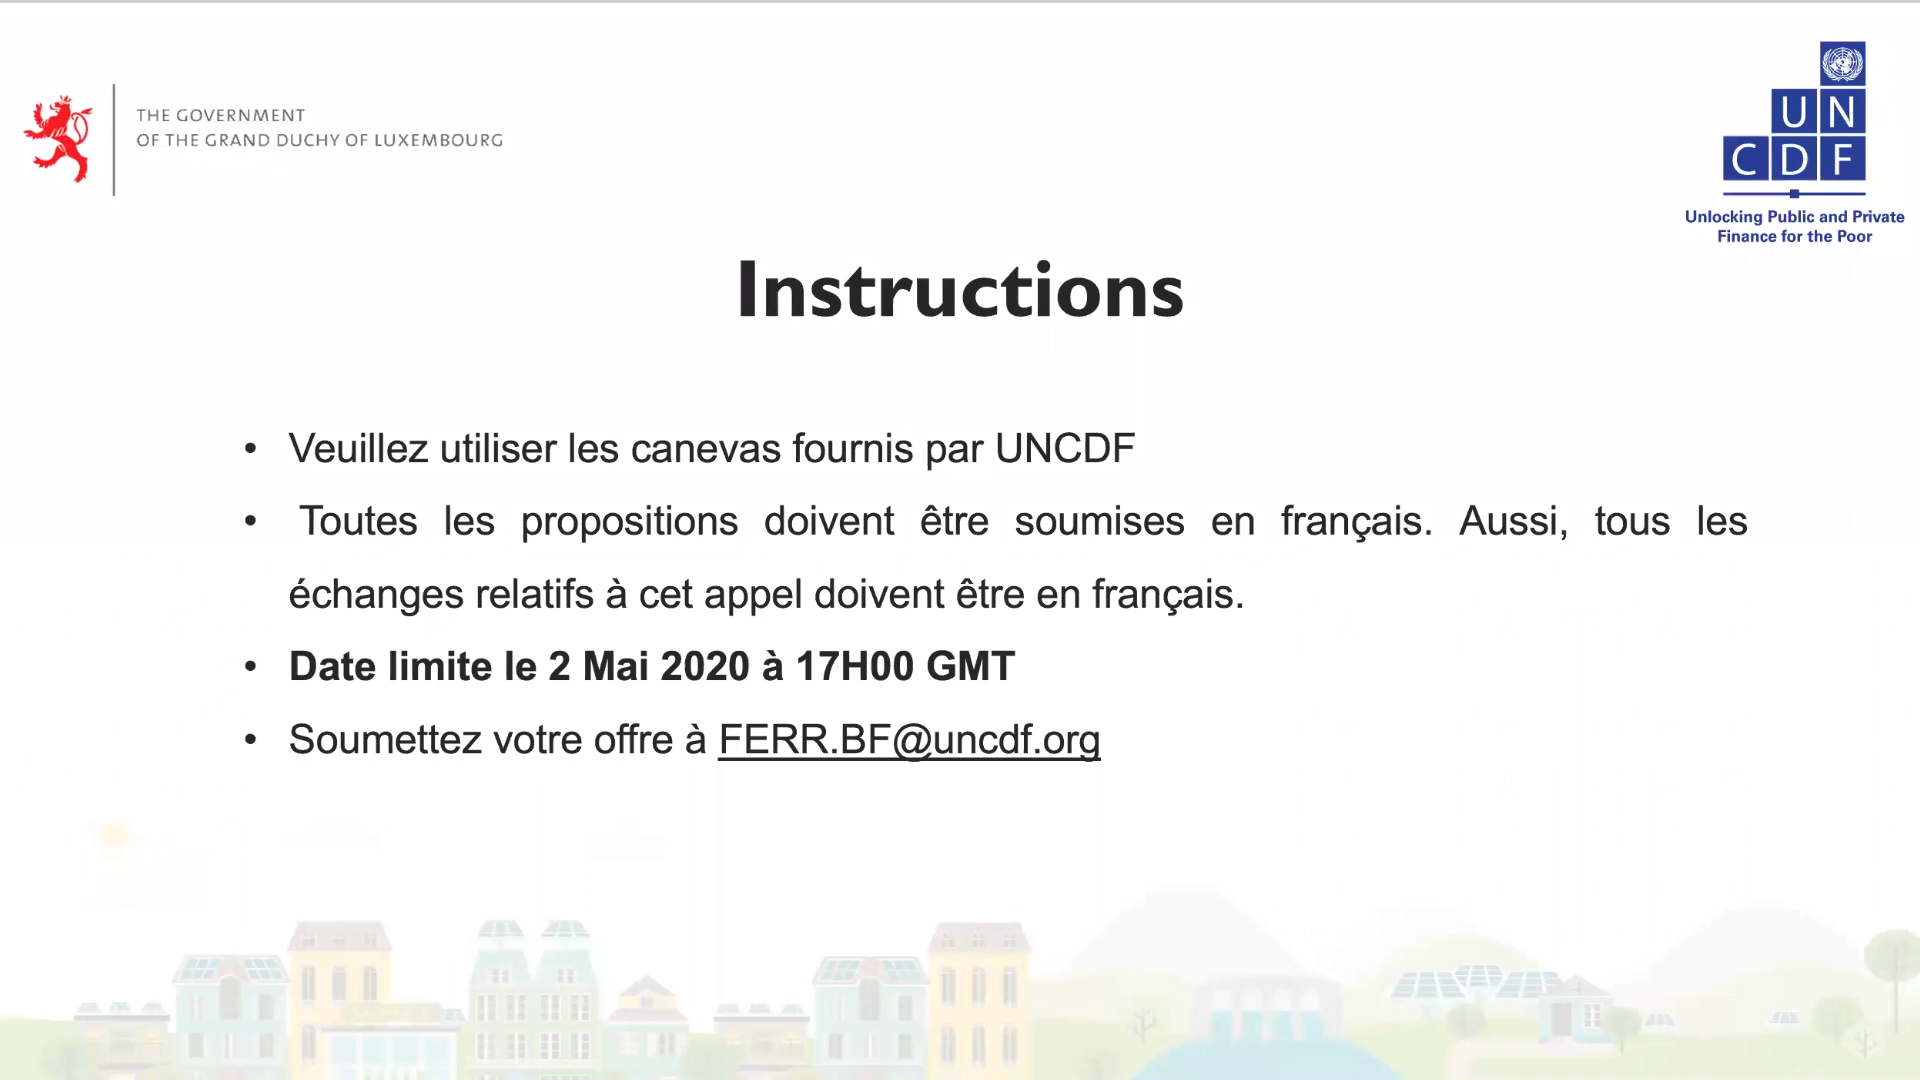 THE GOVERNMENT
OF THE GRAND DUCHY OF LUXEMBOURG
U N
C D F
Unlocking Public and Private
Finance for the Poor
Instructions
• Veuillez utiliser les canevas fournis par UNCDF
• Toutes les propositions doivent être soumises en français. Aussi, tous les
échanges relatifs à cet appel doivent être en français.
• Date limite le 2 Mai 2020 à 17H00 GMT
• Soumettez votre offre à FERR.BF@uncdf.org